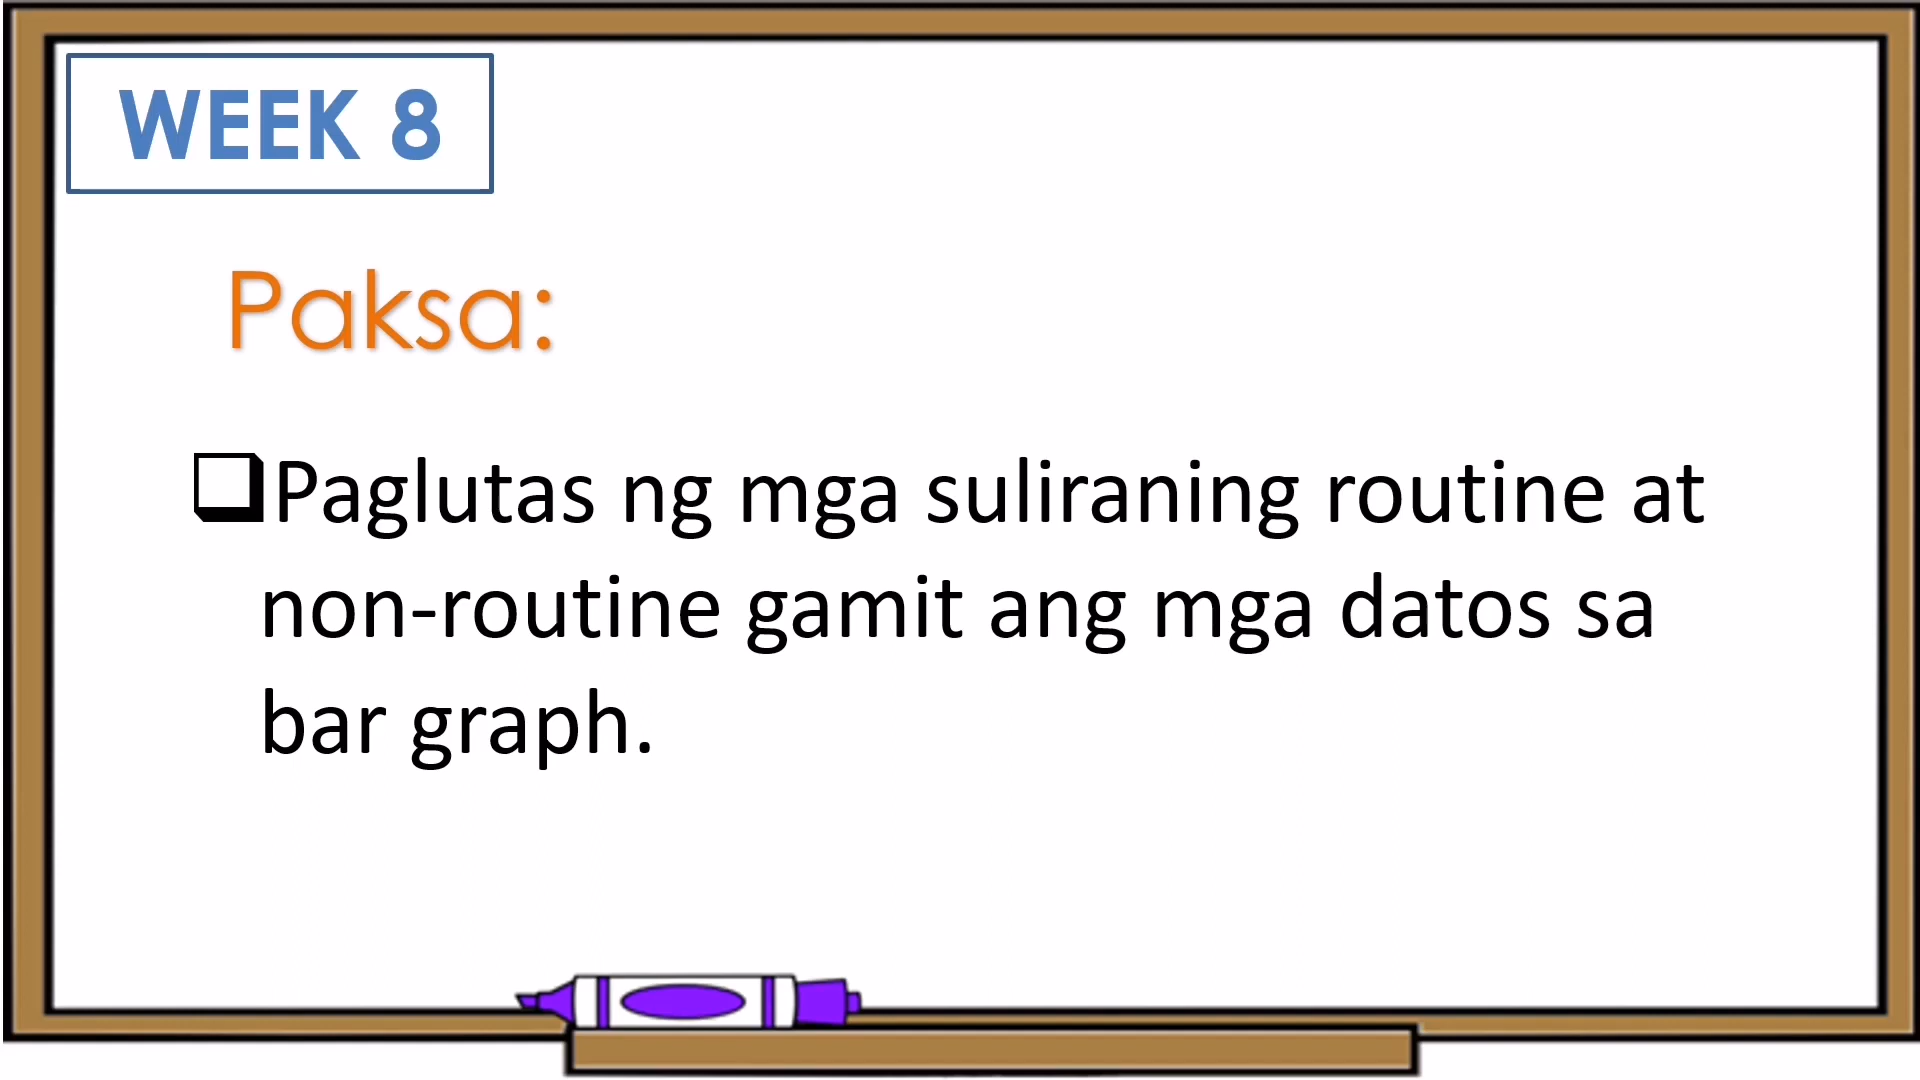 WEEK 8
Paksa:
❑Paglutas ng mga suliraning routine at
non-routine gamit ang mga datos sa
bar graph.